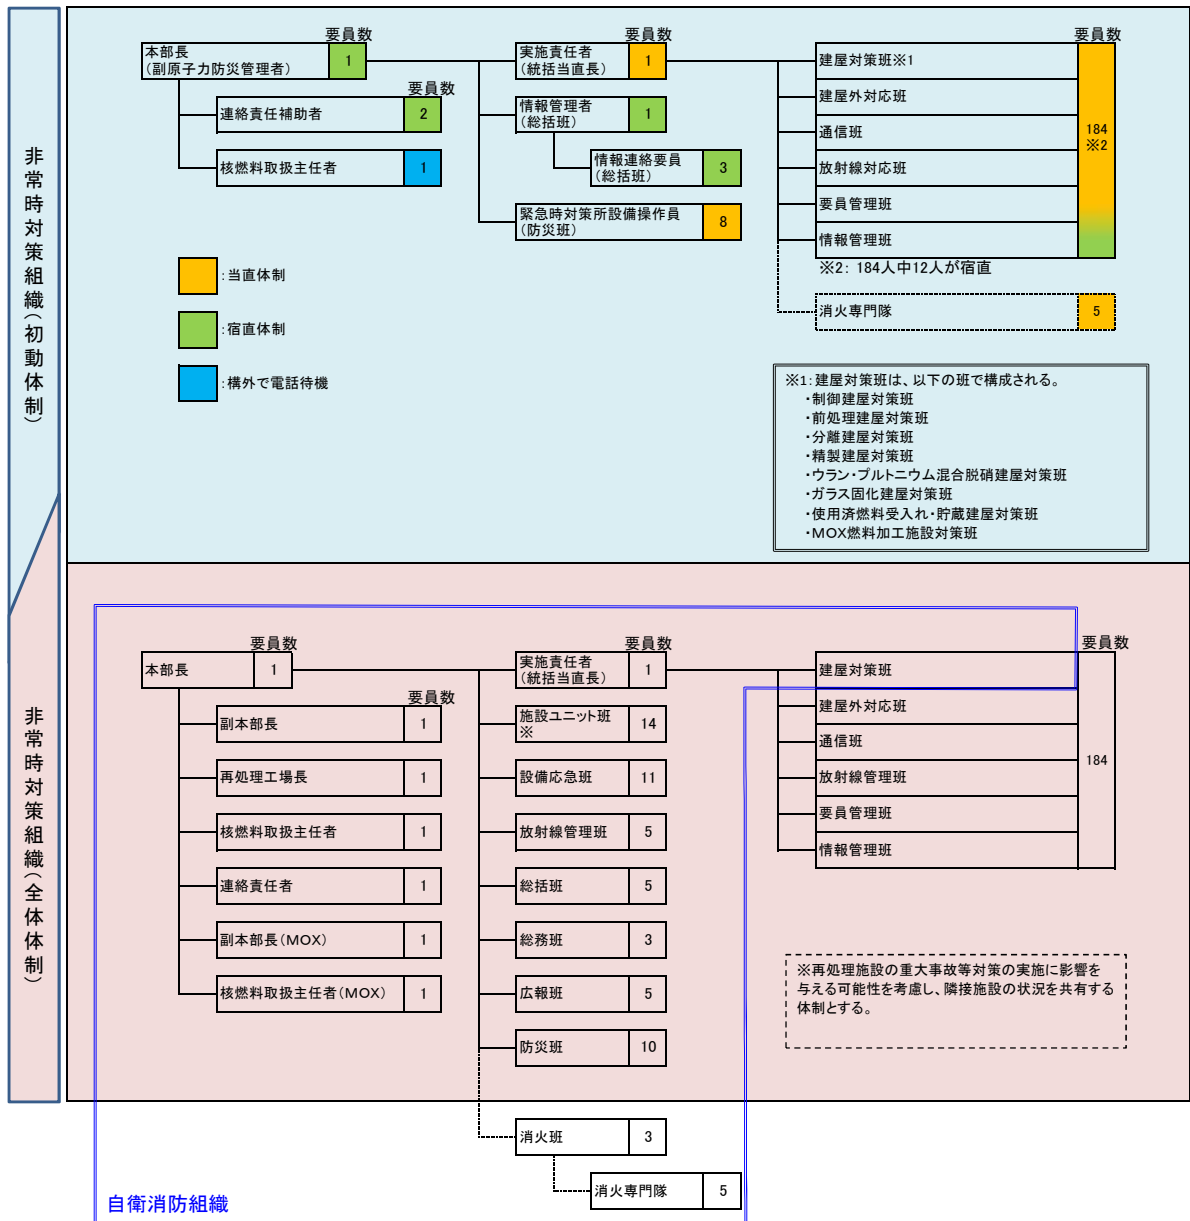 非常時対策組織（初動体制）
要員数
本部長
（副原子力防災管理者）
1
要員数
連絡責任補助者
2
核燃料取扱主任者
1
要員数
実施責任者
（統括当直長）
1
情報管理者
（総括班）
1
情報連絡要員
（総括班）
3
緊急時対策所設備操作員
（防災班）
8
要員数
建屋対策班※1
建屋外対応班
通信班
放射線対応班
要員管理班
情報管理班
184
※2
※2： 184人中12人が宿直
消火専門隊
5
：当直体制
：宿直体制
：構外で電話待機
※1：建屋対策班は、以下の班で構成される。
・制御建屋対策班
・前処理建屋対策班
・分離建屋対策班
・精製建屋対策班
・ウラン・プルトニウム混合脱硝建屋対策班
・ガラス固化建屋対策班
・使用済燃料受入れ・貯蔵建屋対策班
・MOX燃料加工施設対策班
非常時対策組織（全体体制）
要員数
本部長
1
要員数
副本部長
1
再処理工場長
1
核燃料取扱主任者
1
連絡責任者
1
副本部長（MOX）
1
核燃料取扱主任者（MOX）
1
要員数
実施責任者
（統括当直長）
1
施設ユニット班
※
14
設備応急班
11
放射線管理班
5
総括班
5
総務班
3
広報班
5
防災班
10
要員数
建屋対策班
建屋外対応班
通信班
放射線管理班
要員管理班
情報管理班
184
※再処理施設の重大事故等対策の実施に影響を
与える可能性を考慮し、隣接施設の状況を共有する
体制とする。
消火班
3
消火専門隊
5
自衛消防組織